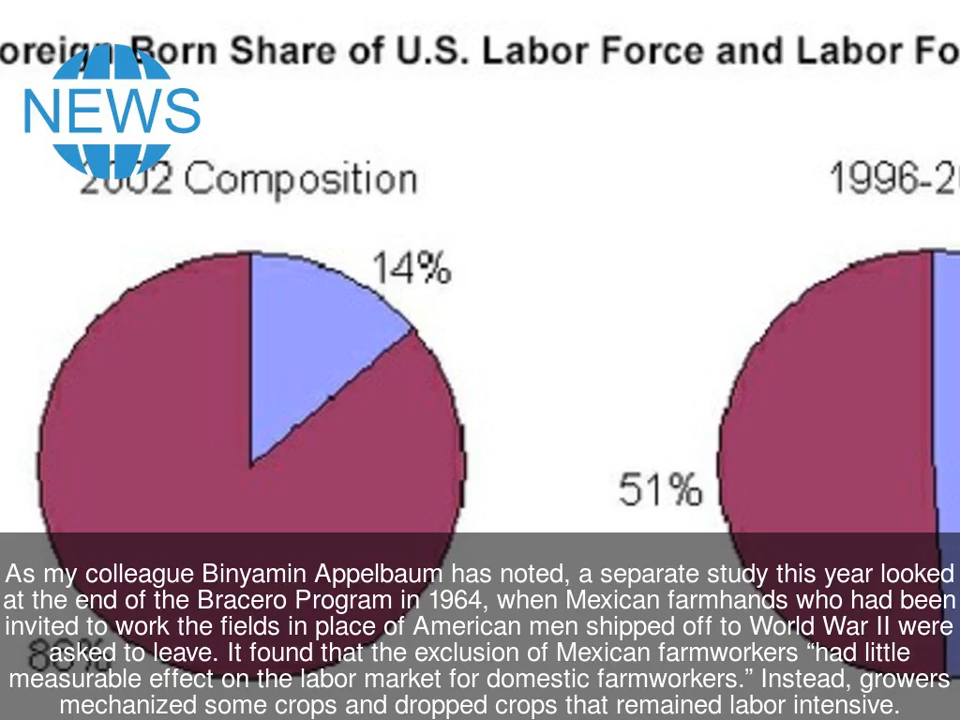 oreign Born Share of U.S. Labor Force and Labor Fo
NEWS
2002 Composition
1996-20
14%
51%
86%
As my colleague Binyamin Appelbaum has noted, a separate study this year looked
at the end of the Bracero Program in 1964, when Mexican farmhands who had been
invited to work the fields in place of American men shipped off to World War II were
asked to leave. It found that the exclusion of Mexican farmworkers “had little
measurable effect on the labor market for domestic farmworkers.” Instead, growers
mechanized some crops and dropped crops that remained labor intensive.